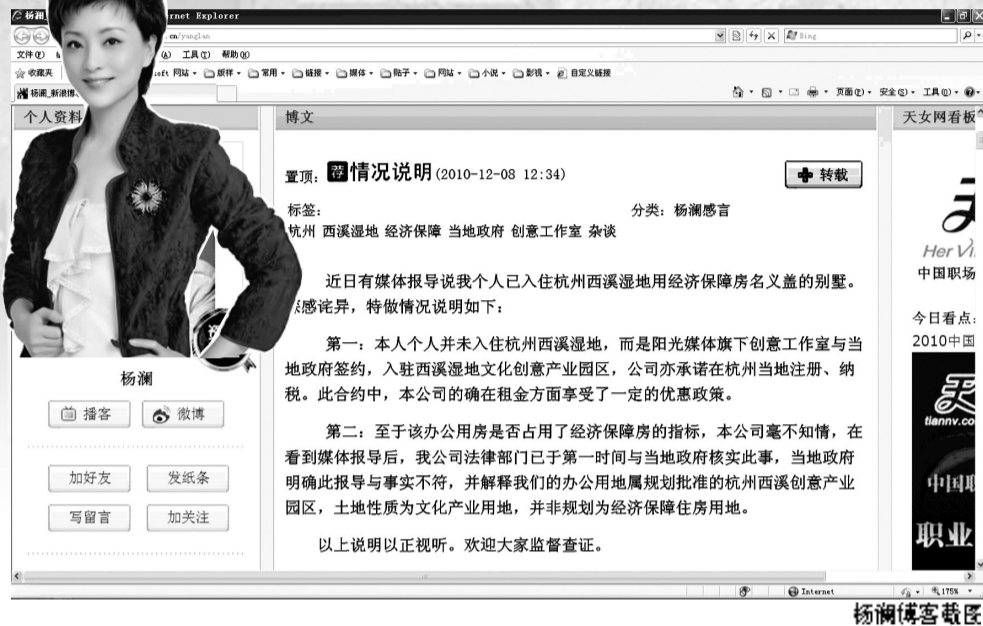 杨澜_
rnet Explorer
.cn/yanglan
Bing
文件(F)
(A) 工具(T) 帮助(H)
收藏夹
soft 网站 版样 常用 链接 媒体 贴子 网站 小说 影视 自定义链接
杨澜_新浪博
页面(P) 安全(S) 工具(O)
个人资料
博文
天女网看板
置顶: 荐 情况说明 (2010-12-08 12:34)
转载
标签:
分类: 杨澜感言
杭州 西溪湿地 经济保障 当地政府 创意工作室 杂谈
近日有媒体报导说我个人已入住杭州西溪湿地用经济保障房名义盖的别墅。
深感诧异，特做情况说明如下：
第一：本人个人并未入住杭州西溪湿地，而是阳光媒体旗下创意工作室与当
地政府签约，入驻西溪湿地文化创意产业园区，公司亦承诺在杭州当地注册、纳
税。此合约中，本公司的确在租金方面享受了一定的优惠政策。
第二：至于该办公用房是否占用了经济保障房的指标，本公司毫不知情，在
看到媒体报导后，我公司法律部门已于第一时间与当地政府核实此事，当地政府
明确此报导与事实不符，并解释我们的办公用地属规划批准的杭州西溪创意产业
园区，土地性质为文化产业用地，并非规划为经济保障住房用地。
以上说明以正视听。欢迎大家监督查证。
杨澜
播客 微博
加好友 发纸条
写留言 加关注
Her Vi
中国职场
今日看点:
2010中国
天
tiannv.co
中国职
职业
Internet
175%
杨澜博客截图